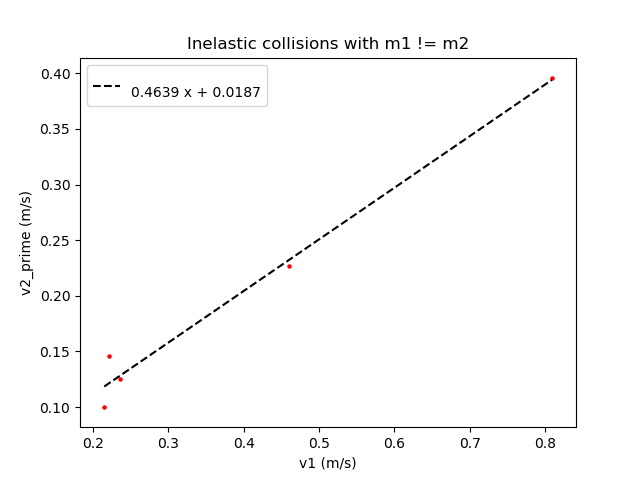 Inelastic collisions with m1 != m2
0.4639 x + 0.0187
0.40
0.35
0.30
0.25
0.20
0.15
0.10
v2_prime (m/s)
0.2 0.3 0.4 0.5 0.6 0.7 0.8
v1 (m/s)